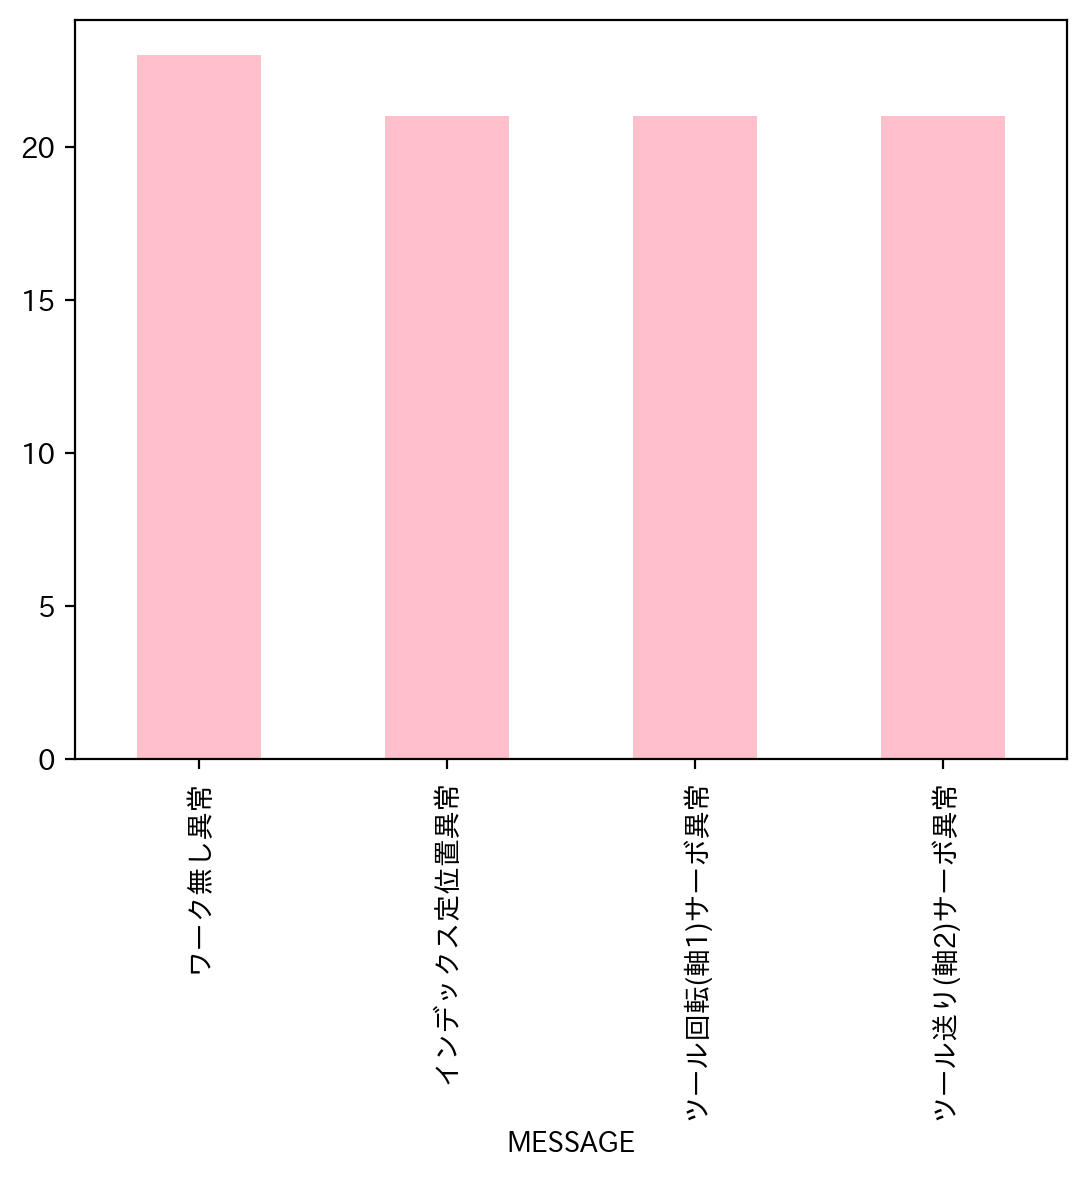 20
15
10
5
0
ワーク無し異常
インデックス定位置異常
ツール回転(軸1)サーボ異常
ツール送り(軸2)サーボ異常
MESSAGE